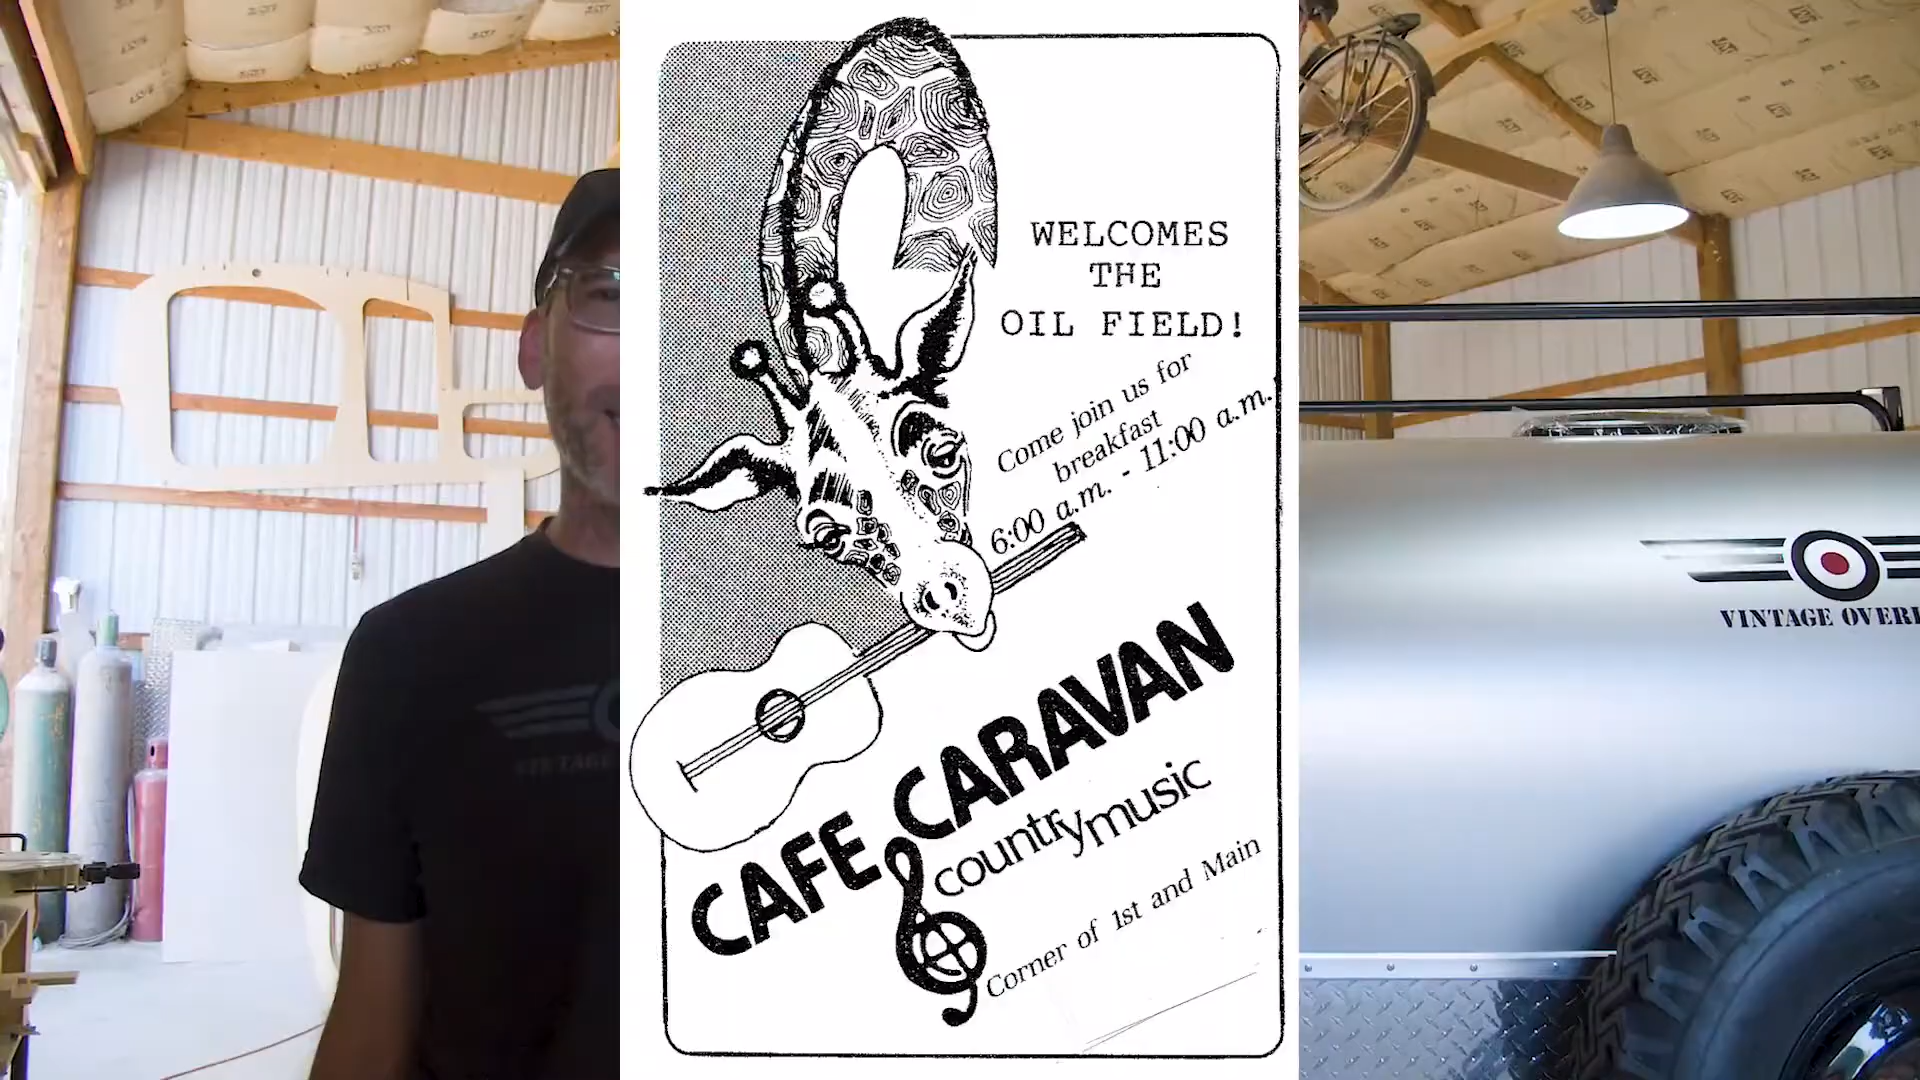 WELCOMES
THE
OIL FIELD!
Come join us for
breakfast
6:00 a.m. - 11:00 a.m.
CAFE CARAVAN
country music
Corner of 1st and Main
VINTAGE
VINTAGE